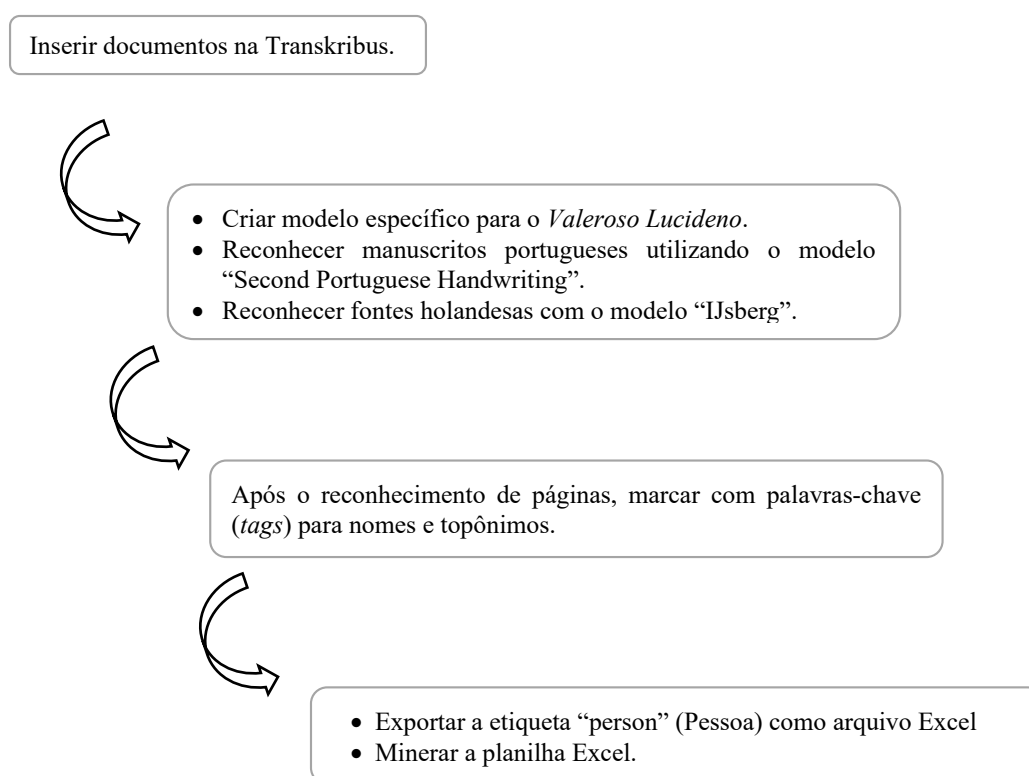 Inserir documentos na Transkribus.
• Criar modelo específico para o Valeroso Lucideno.
• Reconhecer manuscritos portugueses utilizando o modelo
“Second Portuguese Handwriting”.
• Reconhecer fontes holandesas com o modelo “IJsberg”.
Após o reconhecimento de páginas, marcar com palavras-chave
(tags) para nomes e topônimos.
• Exportar a etiqueta “person” (Pessoa) como arquivo Excel
• Minerar a planilha Excel.